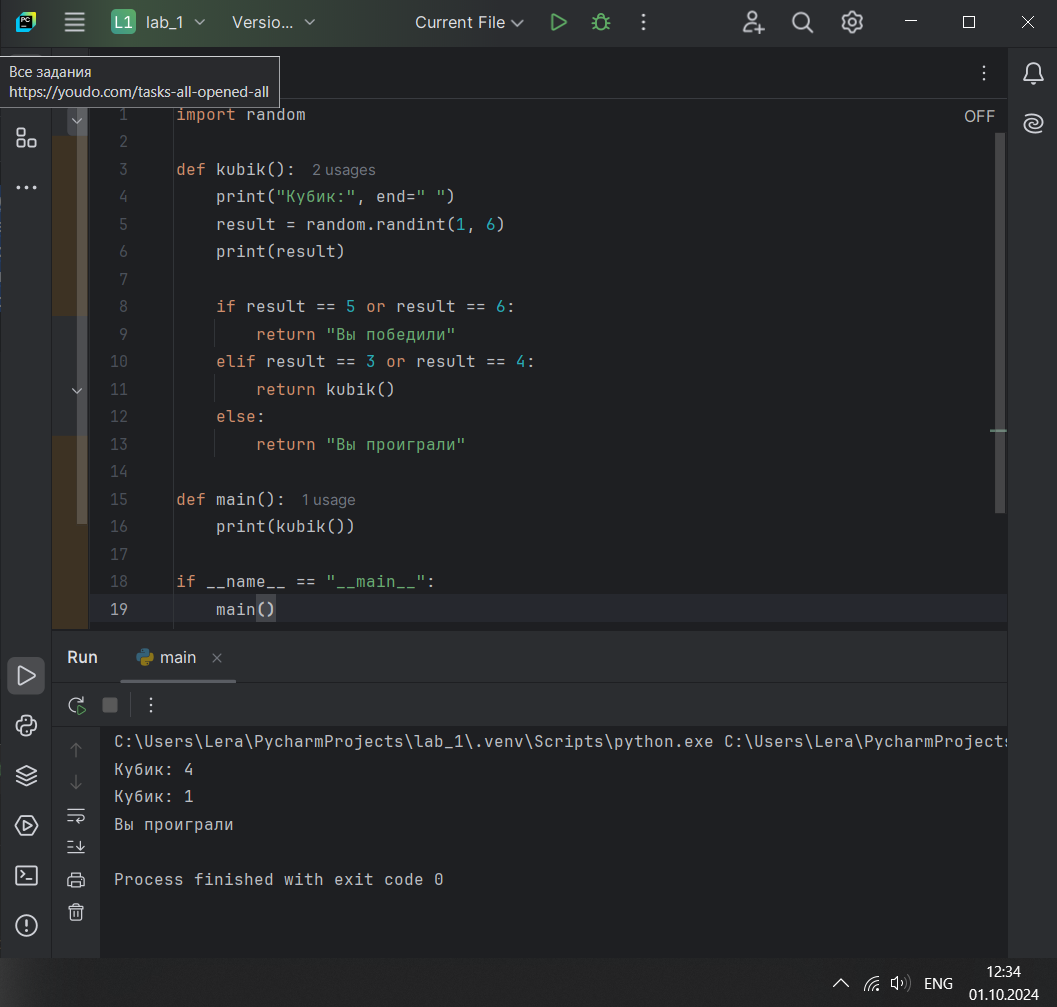 L1 lab_1 Versio... Current File
Все задания
https://youdo.com/tasks-all-opened-all
OFF
1 import random
2
3 def kubik(): 2 usages
4     print("Кубик:", end=" ")
5     result = random.randint(1, 6)
6     print(result)
7
8     if result == 5 or result == 6:
9         return "Вы победили"
10     elif result == 3 or result == 4:
11         return kubik()
12     else:
13         return "Вы проиграли"
14
15 def main(): 1 usage
16     print(kubik())
17
18 if __name__ == "__main__":
19     main()
Run main
C:\Users\Lera\PycharmProjects\lab_1\.venv\Scripts\python.exe C:\Users\Lera\PycharmProjects
Кубик: 4
Кубик: 1
Вы проиграли
Process finished with exit code 0
ENG
12:34
01.10.2024